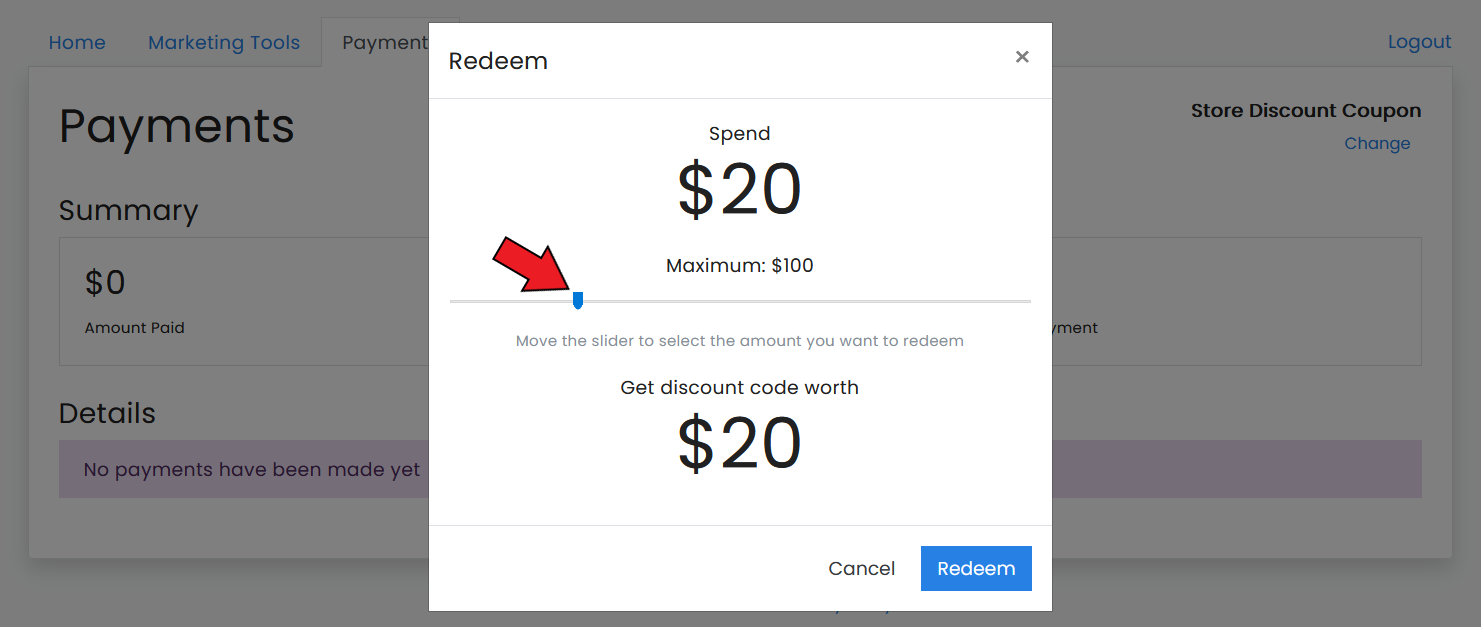 Home
Marketing Tools
Payment
Logout
Redeem
×
Payments
Store Discount Coupon
Change
Spend
$20
Summary
Maximum: $100
$0
Amount Paid
yment
Move the slider to select the amount you want to redeem
Get discount code worth
$20
Details
No payments have been made yet
Cancel
Redeem